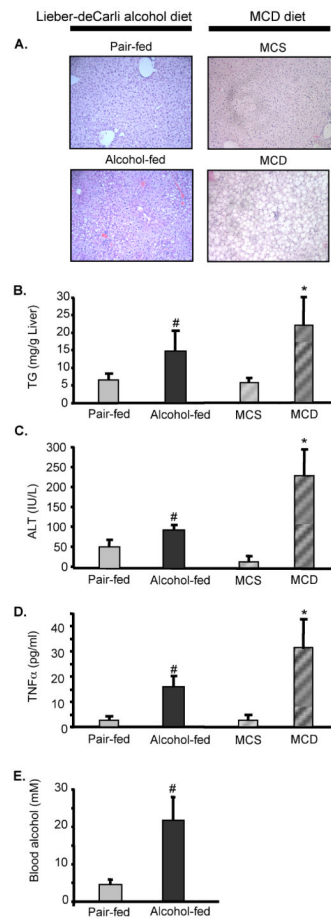 Lieber-deCarli alcohol diet MCD diet
A.
Pair-fed MCS
Alcohol-fed MCD
B.
TG (mg/g Liver)
30
25
20
15
10
5
0
#
*
Pair-fed Alcohol-fed MCS MCD
C.
ALT (IU/L)
300
250
200
150
100
50
0
#
*
Pair-fed Alcohol-fed MCS MCD
D.
TNFα (pg/ml)
40
30
20
10
0
#
*
Pair-fed Alcohol-fed MCS MCD
E.
Blood alcohol (mM)
30
20
10
0
#
Pair-fed Alcohol-fed